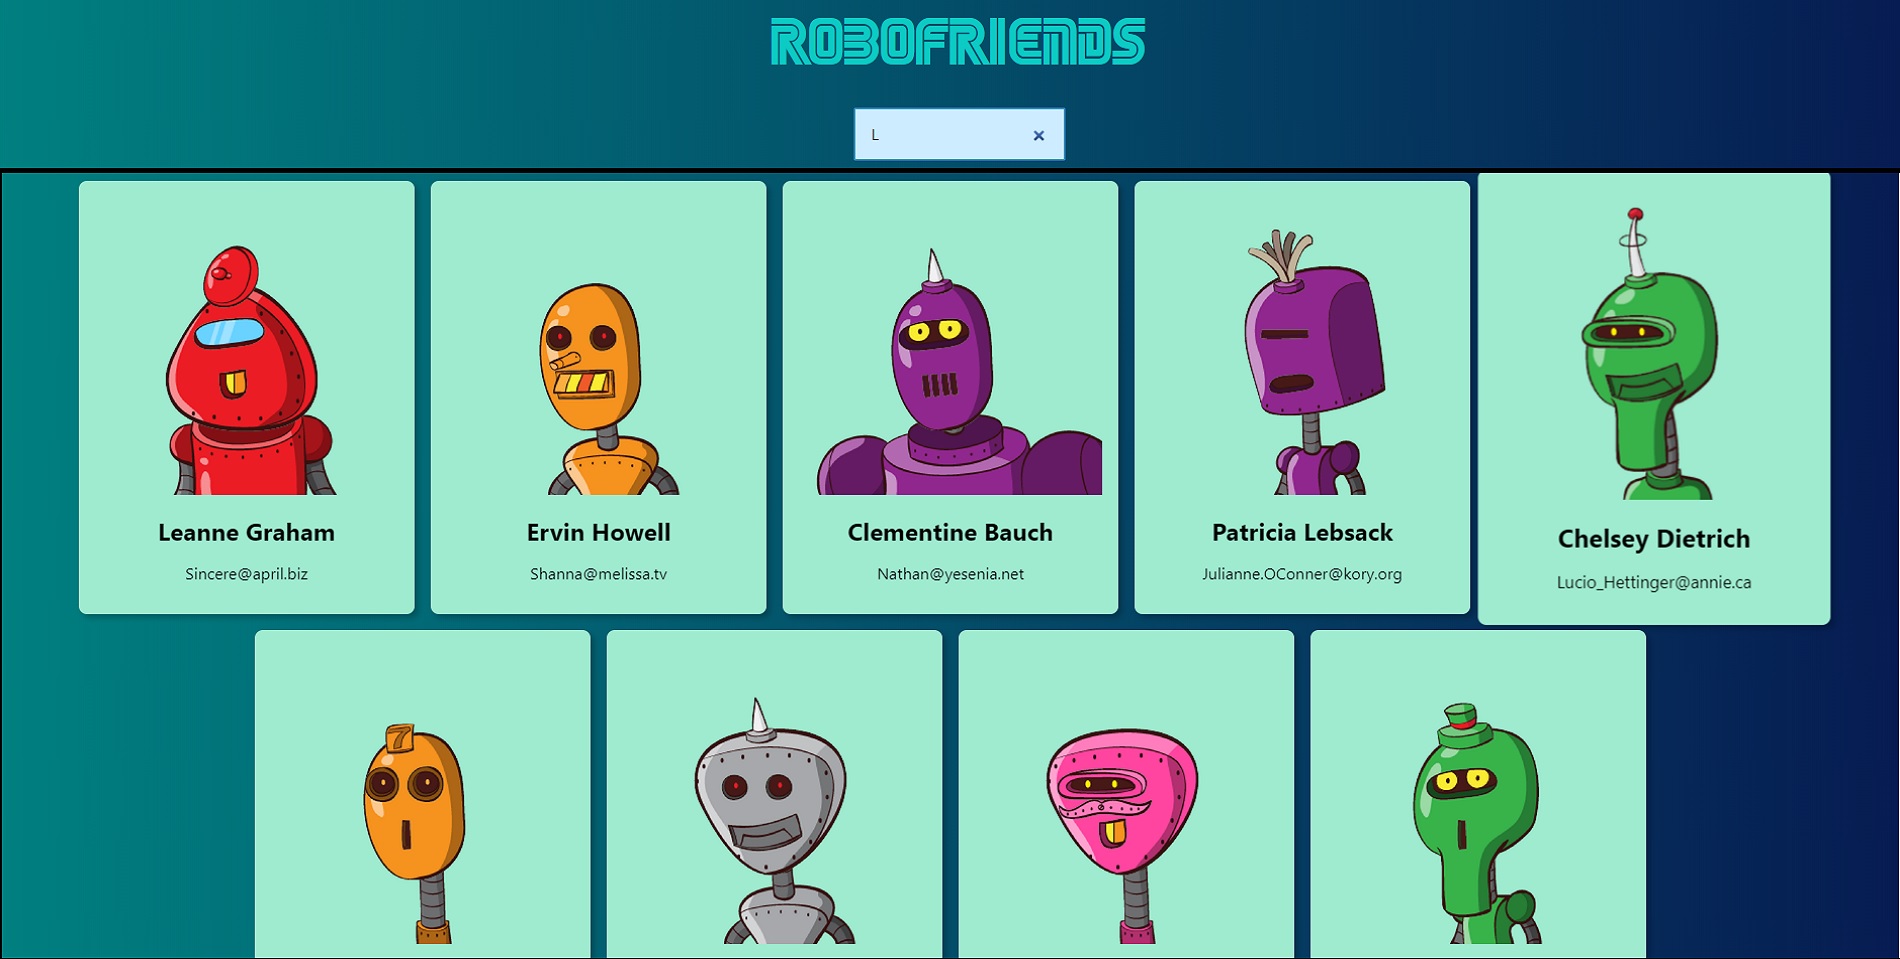 ROBOFRIENDS
L ×
Leanne Graham
Sincere@april.biz
Ervin Howell
Shanna@melissa.tv
Clementine Bauch
Nathan@yesenia.net
Patricia Lebsack
Julianne.OConner@kory.org
Chelsey Dietrich
Lucio_Hettinger@annie.ca
7